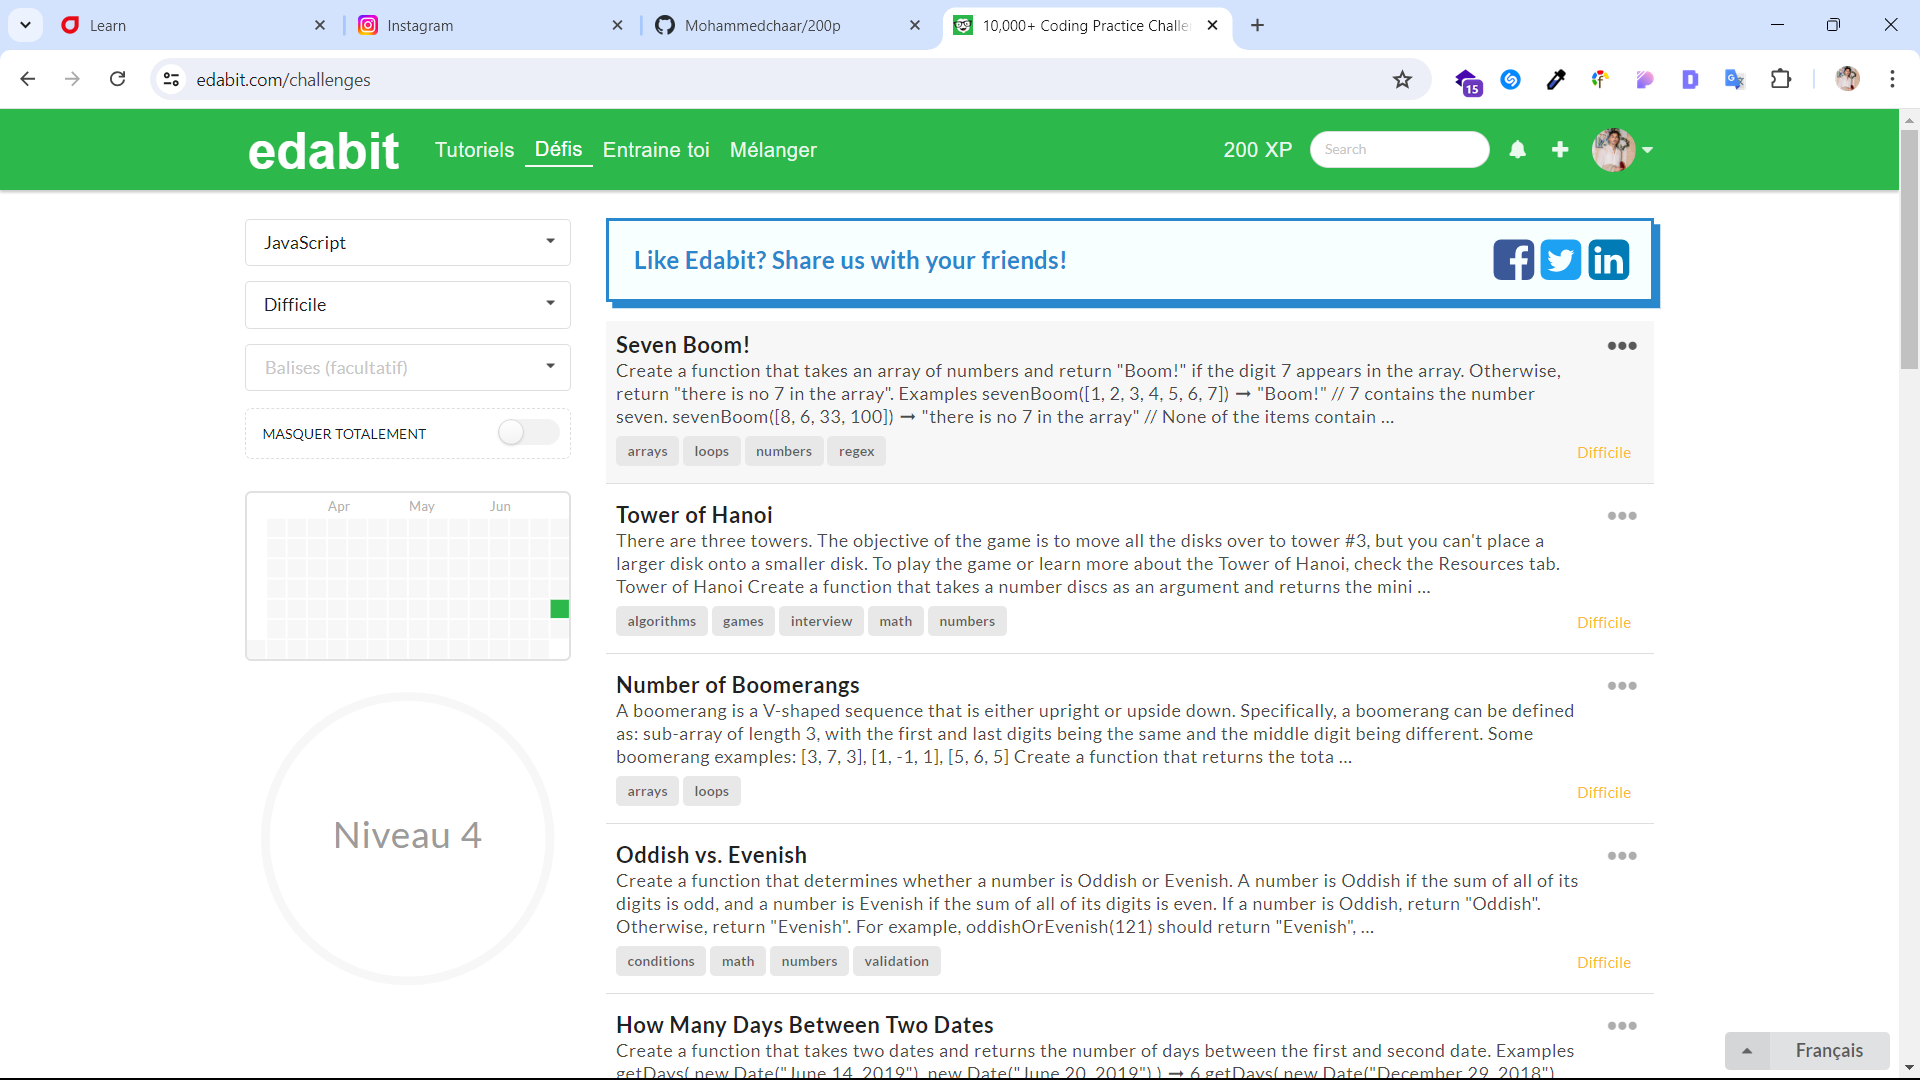 Learn
Instagram
Mohammedchaar/200p
10,000+ Coding Practice Challe
edabit.com/challenges
15
edabit
Tutoriels
Défis
Entraine toi
Mélanger
200 XP
Search
JavaScript
Difficile
Balises (facultatif)
MASQUER TOTALEMENT
Apr May Jun
Niveau 4
Like Edabit? Share us with your friends!
Seven Boom!
Create a function that takes an array of numbers and return "Boom!" if the digit 7 appears in the array. Otherwise,
return "there is no 7 in the array". Examples sevenBoom([1, 2, 3, 4, 5, 6, 7]) ➞ "Boom!" // 7 contains the number
seven. sevenBoom([8, 6, 33, 100]) ➞ "there is no 7 in the array" // None of the items contain ...
arrays loops numbers regex
Difficile
Tower of Hanoi
There are three towers. The objective of the game is to move all the disks over to tower #3, but you can't place a
larger disk onto a smaller disk. To play the game or learn more about the Tower of Hanoi, check the Resources tab.
Tower of Hanoi Create a function that takes a number discs as an argument and returns the mini ...
algorithms games interview math numbers
Difficile
Number of Boomerangs
A boomerang is a V-shaped sequence that is either upright or upside down. Specifically, a boomerang can be defined
as: sub-array of length 3, with the first and last digits being the same and the middle digit being different. Some
boomerang examples: [3, 7, 3], [1, -1, 1], [5, 6, 5] Create a function that returns the tota ...
arrays loops
Difficile
Oddish vs. Evenish
Create a function that determines whether a number is Oddish or Evenish. A number is Oddish if the sum of all of its
digits is odd, and a number is Evenish if the sum of all of its digits is even. If a number is Oddish, return "Oddish".
Otherwise, return "Evenish". For example, oddishOrEvenish(121) should return "Evenish", ...
conditions math numbers validation
Difficile
How Many Days Between Two Dates
Create a function that takes two dates and returns the number of days between the first and second date. Examples
getDays( new Date("June 14, 2019"), new Date("June 20, 2019") ) ➞ 6 getDays( new Date("December 29, 2018"),
Français